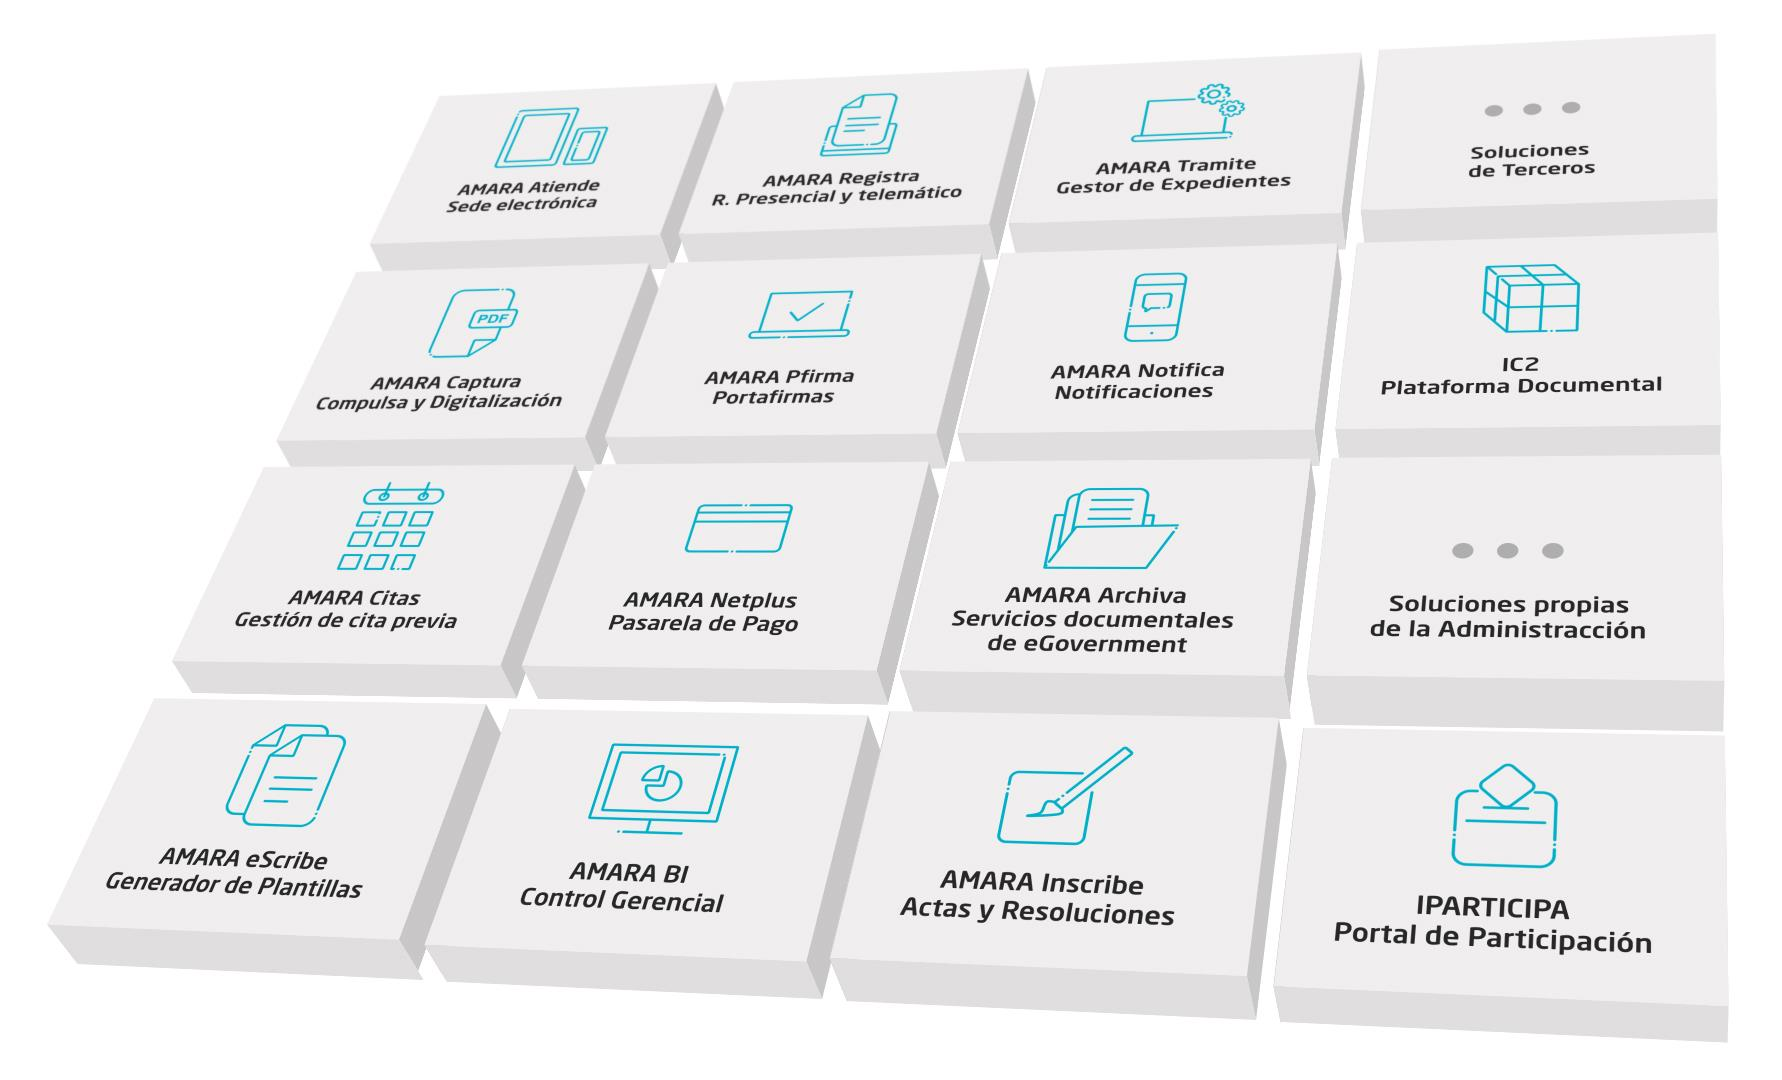 AMARA Atiende
Sede electrónica
AMARA Registra
R. Presencial y telemático
AMARA Tramite
Gestor de Expedientes
Soluciones
de Terceros
PDF
AMARA Captura
Compulsa y Digitalización
AMARA Pfirma
Portafirmas
AMARA Notifica
Notificaciones
IC2
Plataforma Documental
AMARA Citas
Gestión de cita previa
AMARA Netplus
Pasarela de Pago
AMARA Archiva
Servicios documentales
de eGovernment
Soluciones propias
de la Administracción
AMARA eScribe
Generador de Plantillas
AMARA BI
Control Gerencial
AMARA Inscribe
Actas y Resoluciones
IPARTICIPA
Portal de Participación